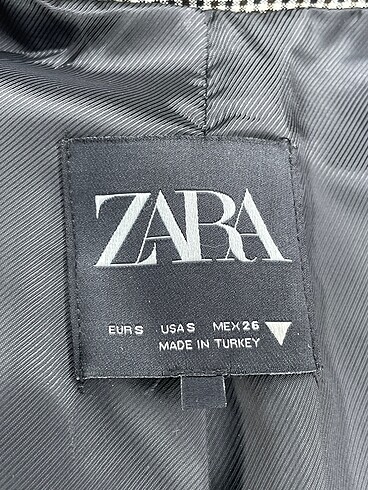 ZARA
EUR S USA S MEX 26
MADE IN TURKEY